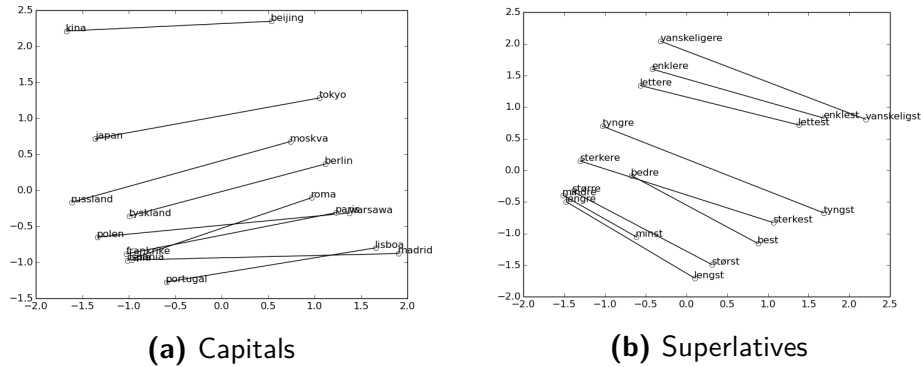 2.5
2.0
1.5
1.0
0.5
0.0
−0.5
−1.0
−1.5
kina
beijing
tokyo
japan
moskva
berlin
roma
russland
tyskland
paris
warsawa
polen
lisboa
madrid
frankrike
portugal
−2.0 −1.5 −1.0 −0.5 0.0 0.5 1.0 1.5 2.0
(a) Capitals
2.5
2.0
1.5
1.0
0.5
0.0
−0.5
−1.0
−1.5
−2.0
vanskeligere
enklere
lettere
enklest
vanskeligst
lettest
tyngre
sterkere
bedre
større
mindre
lengre
tyngst
sterkest
minst
best
størst
lengst
−2.0 −1.5 −1.0 −0.5 0.0 0.5 1.0 1.5 2.0 2.5
(b) Superlatives